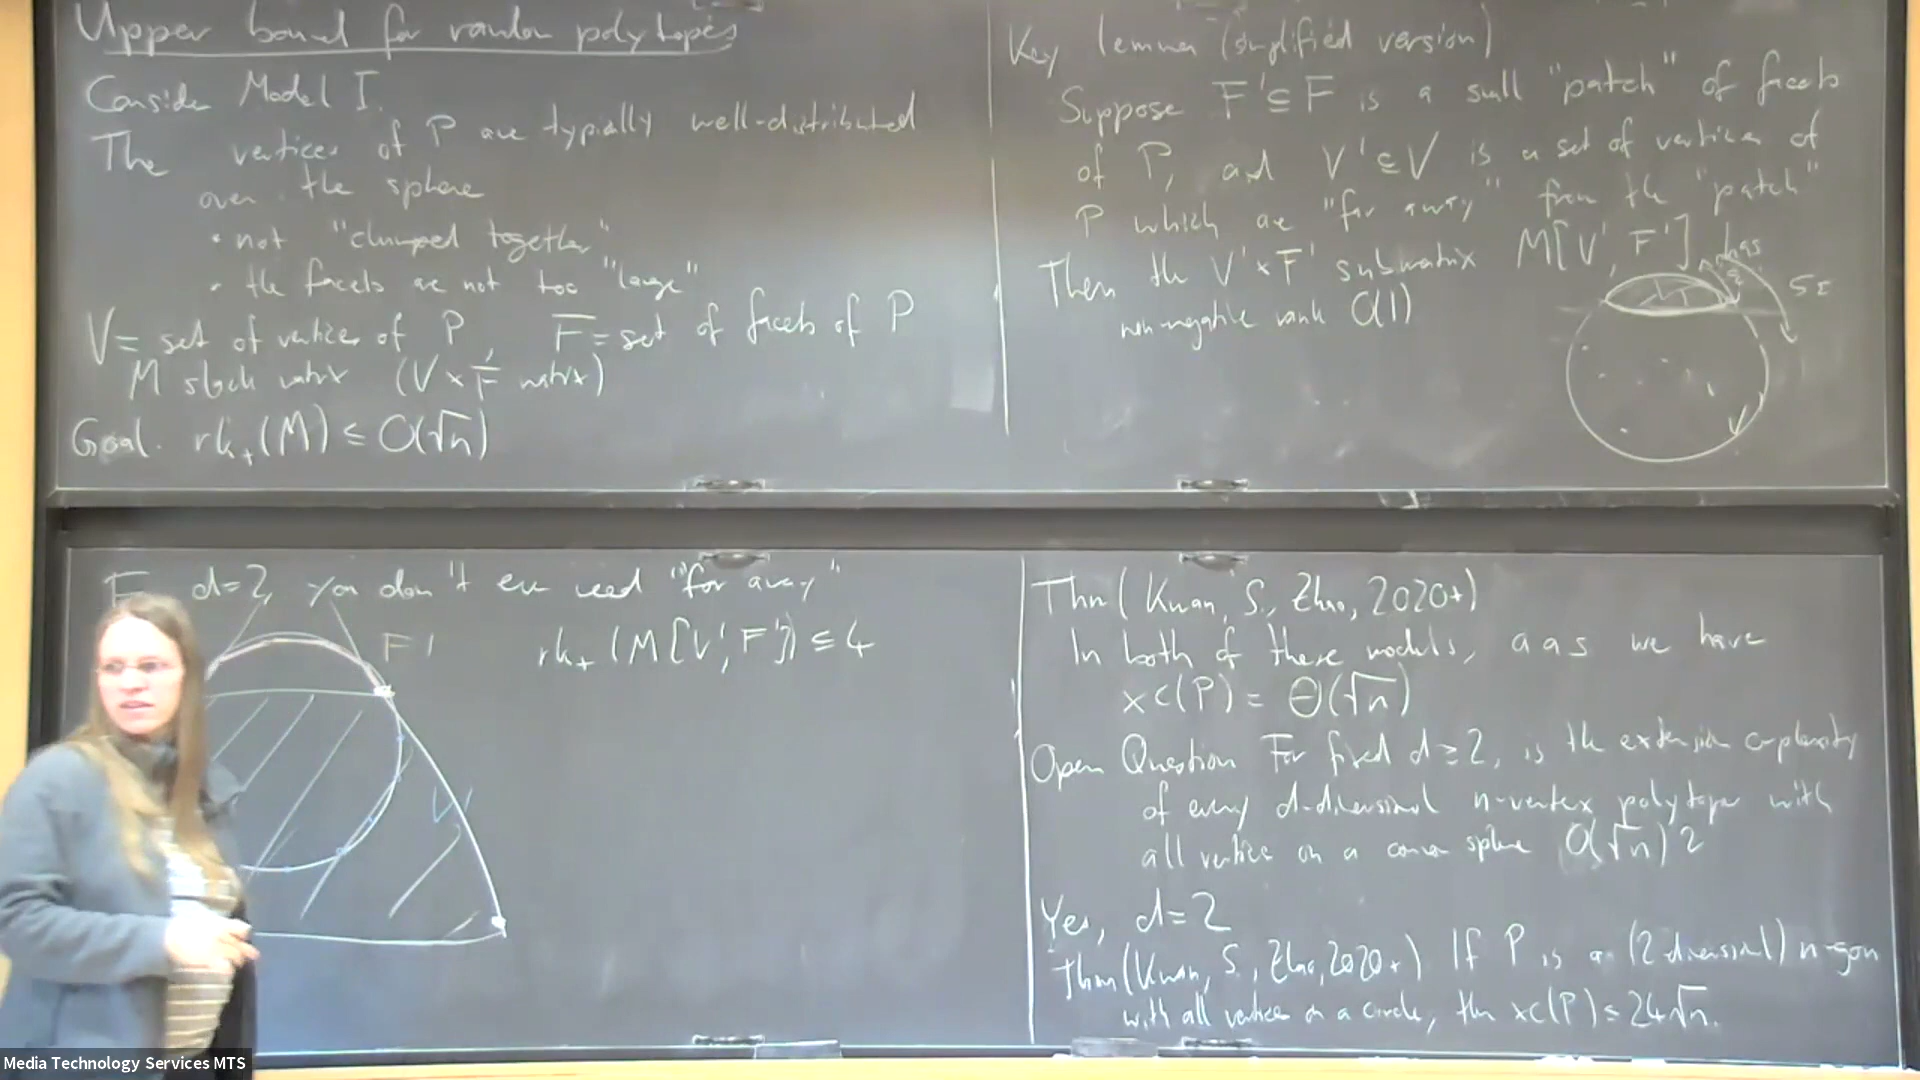 Upper bound for random polytopes
Consider Model I.
The vertices of P are typically well-distributed
over the sphere
• not "clumped together"
• the facets are not too "large"
V = set of vertices of P, F = set of facets of P
M slack matrix (V × F matrix)
Goal. rk₊(M) ≤ O(√n)
Key lemma (simplified version)
Suppose F' ⊆ F is a small "patch" of facets
of P, and V' ⊆ V is a set of vertices of
P which are "far away" from the "patch"
Then the V' × F' submatrix M[V', F'] has
non-negative rank O(1)
d=2, you don't even need "far away"
F'
rk₊(M[V', F']) ≤ 4
V'
Thm (Kwan, S., Zhao, 2020+)
In both of these models, aas we have
xc(P) = Θ(√n)
Open Question For fixed d≥2, is the extension complexity
of every d-dimensional n-vertex polytope with
all vertices on a common sphere O(√n)?
Yes, d=2
Thm (Kwan, S., Zhao, 2020+) If P is a (2-dimensional) n-gon
with all vertices on a circle, then xc(P) ≤ 24√n.
Media Technology Services MTS